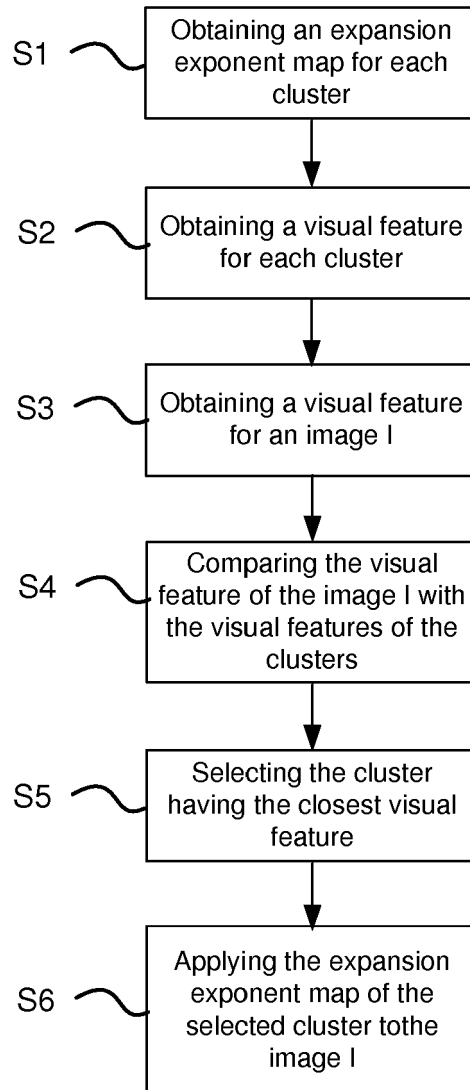 S1
Obtaining an expansion
exponent map for each
cluster
S2
Obtaining a visual feature
for each cluster
S3
Obtaining a visual feature
for an image I
S4
Comparing the visual
feature of the image I with
the visual features of the
clusters
S5
Selecting the cluster
having the closest visual
feature
S6
Applying the expansion
exponent map of the
selected cluster tothe
image I